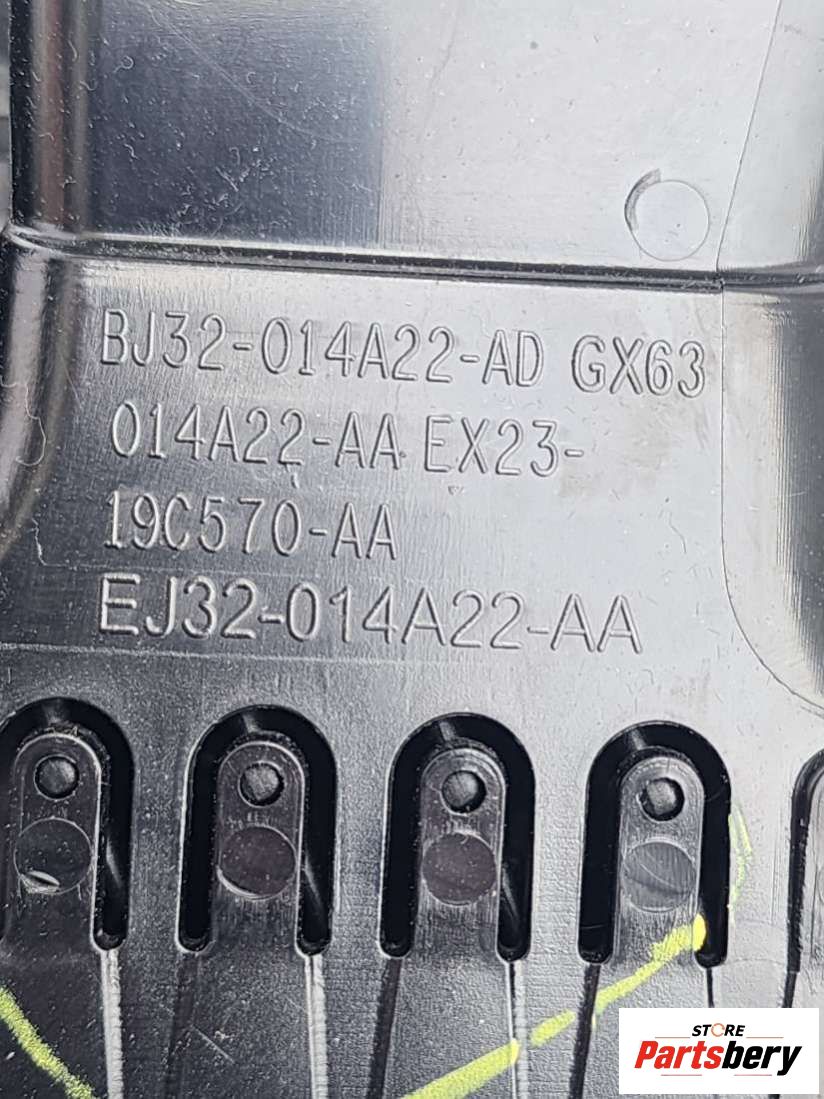 BJ32-014A22-AD GX63
014A22-AA EX23-
19C570-AA
EJ32-014A22-AA
STORE
Partsbery